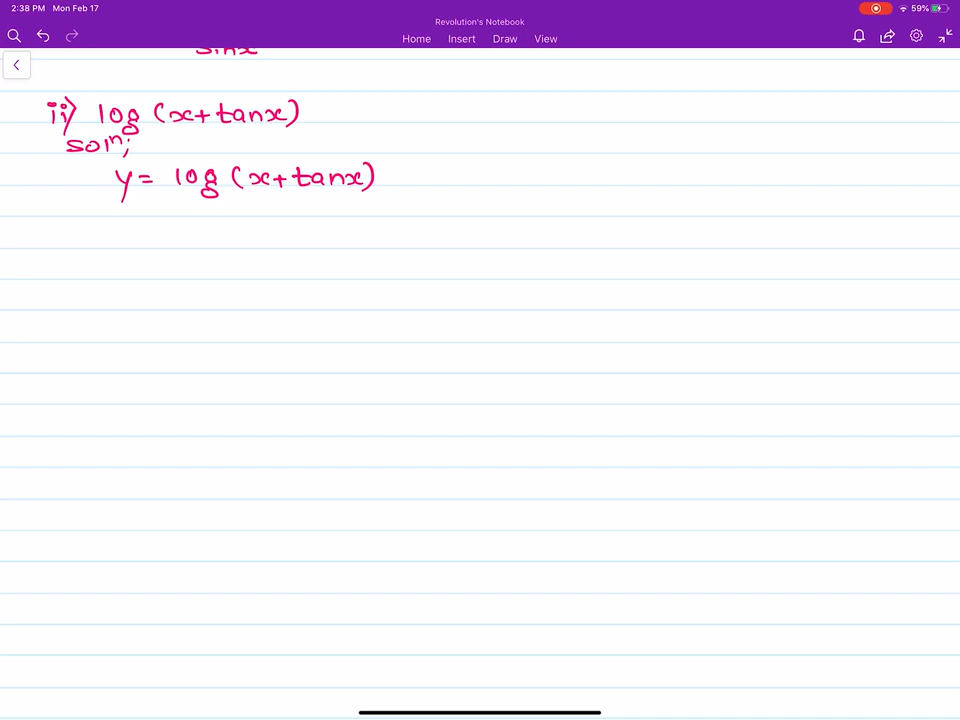 2:38 PM Mon Feb 17
59%
Revolution's Notebook
Home Insert Draw View
sinx
ii) log (x+tanx)
soln;
y= log (x+tanx)